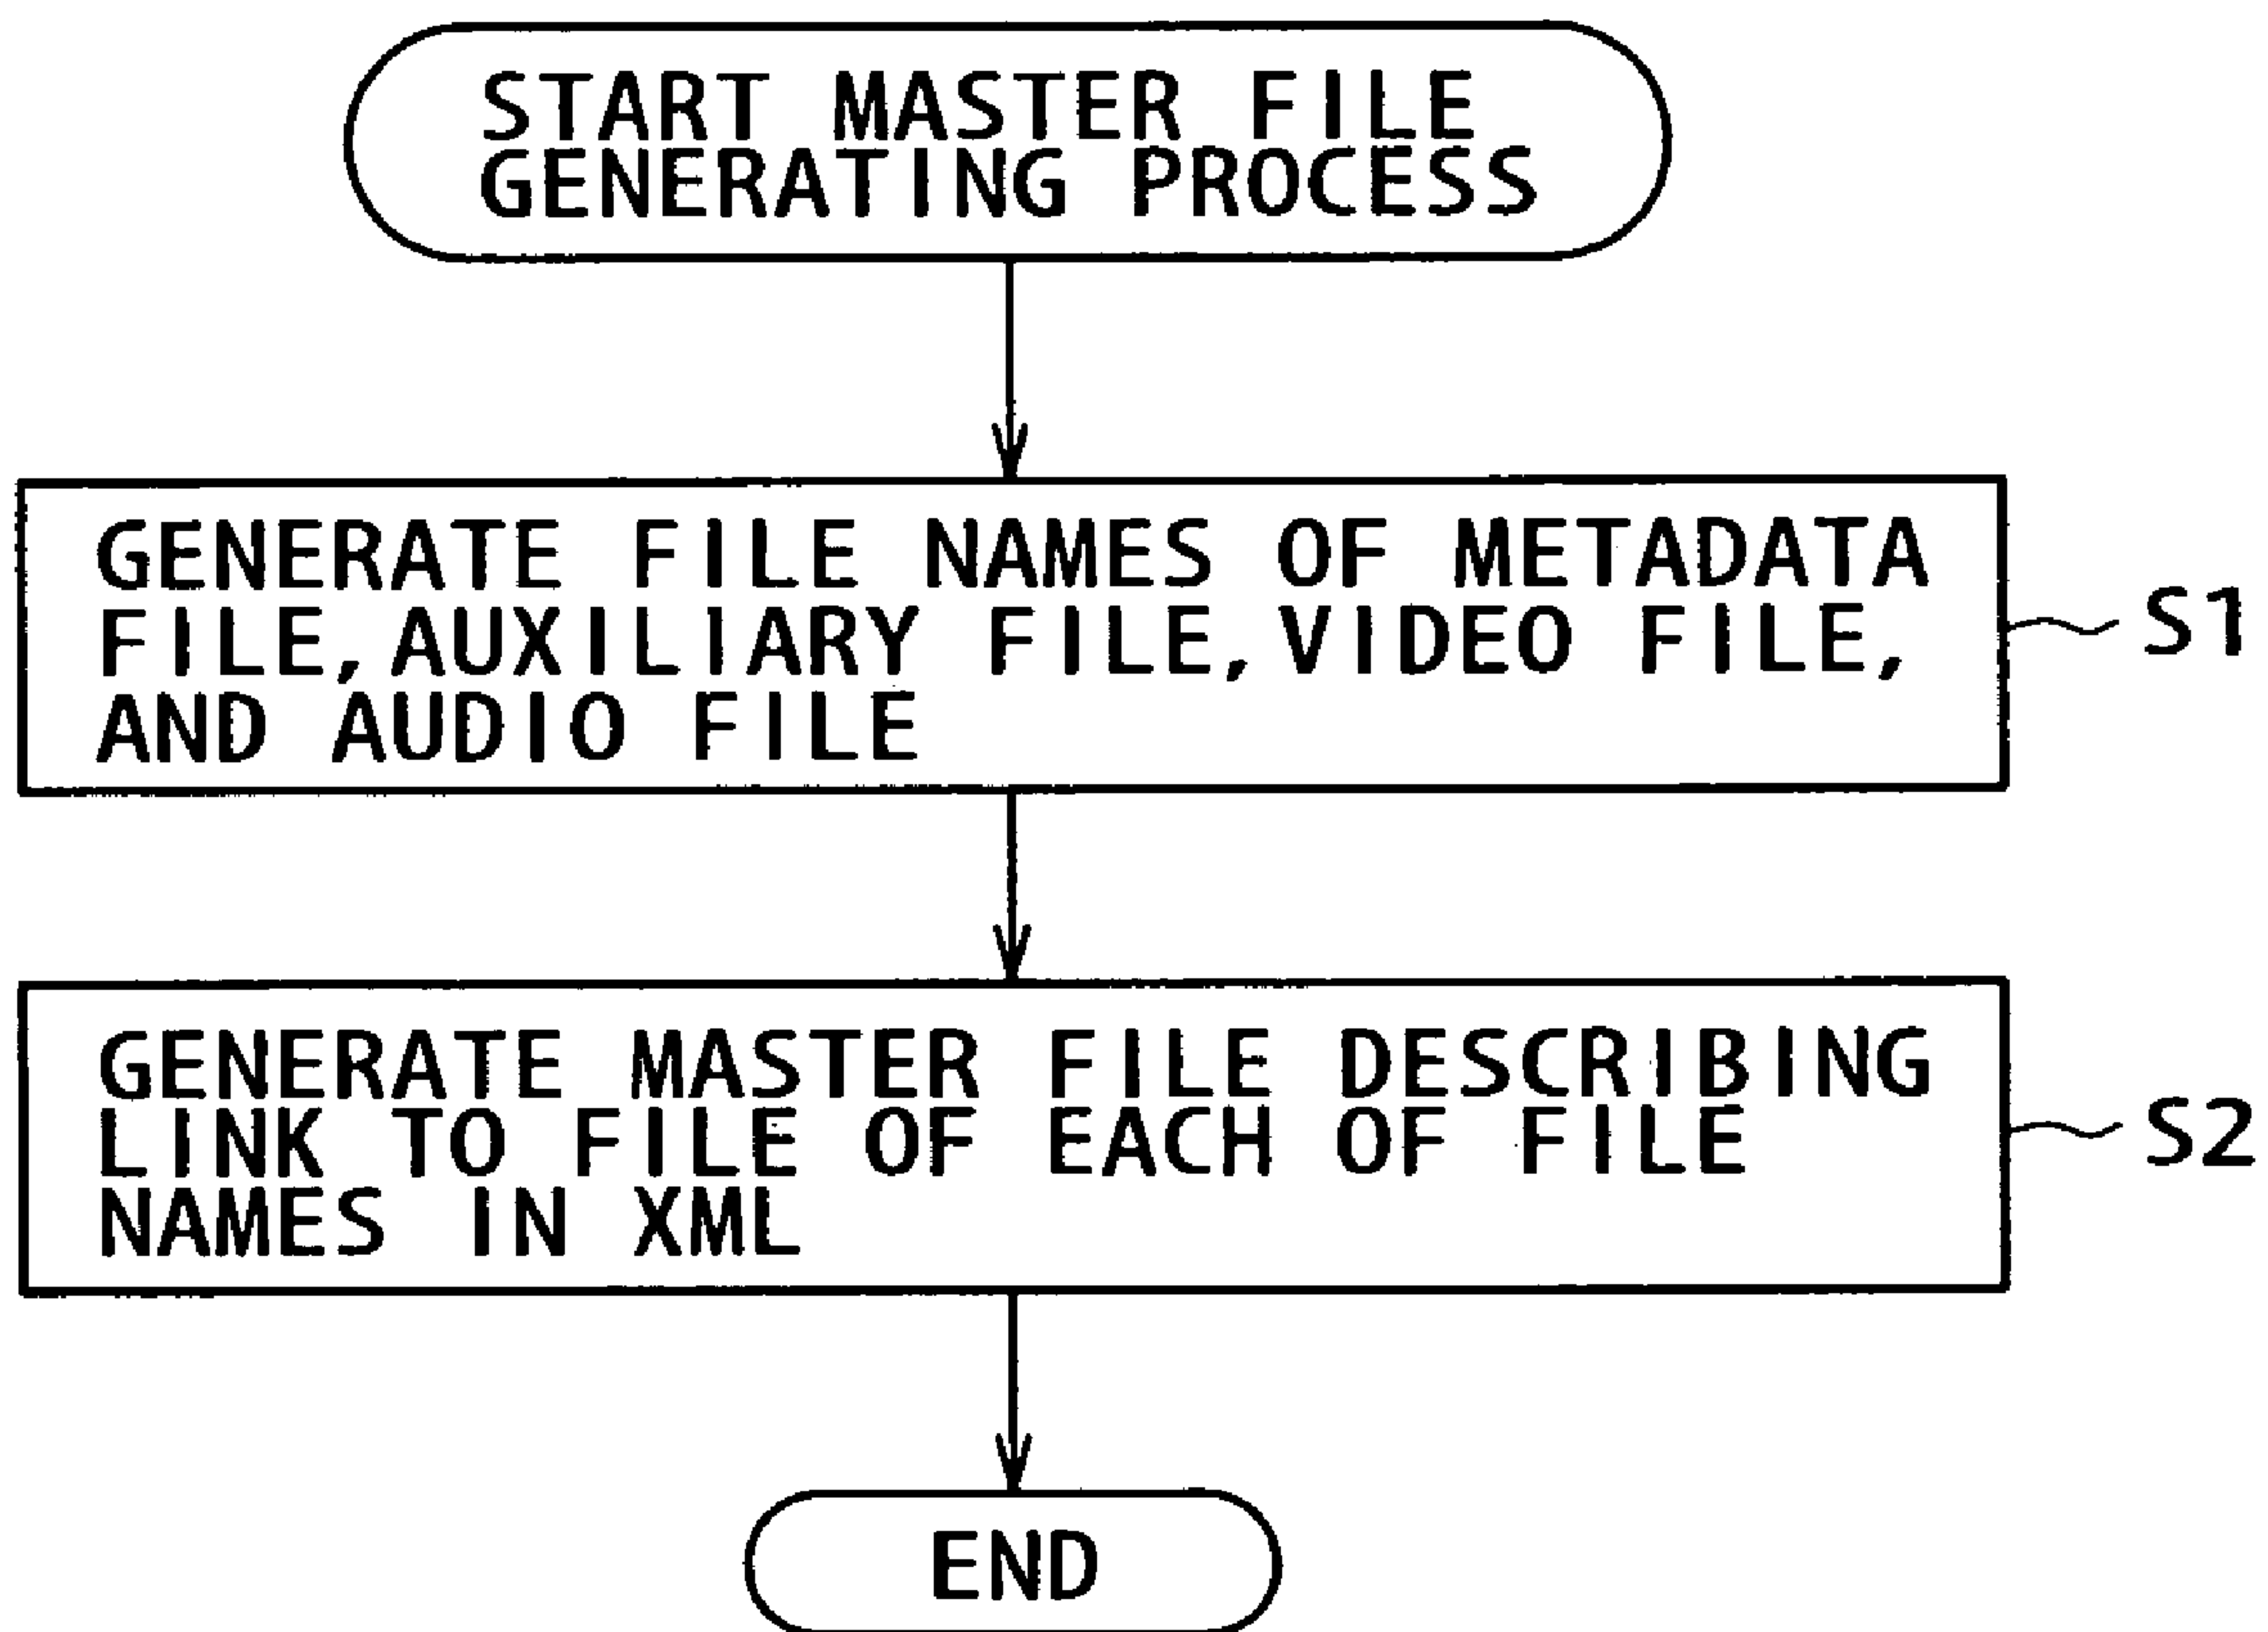 START MASTER FILE
GENERATING PROCESS
GENERATE FILE NAMES OF METADATA
FILE,AUXILIARY FILE,VIDEO FILE,
AND AUDIO FILE
S1
GENERATE MASTER FILE DESCRIBING
LINK TO FILE OF EACH OF FILE
NAMES IN XML
S2
END